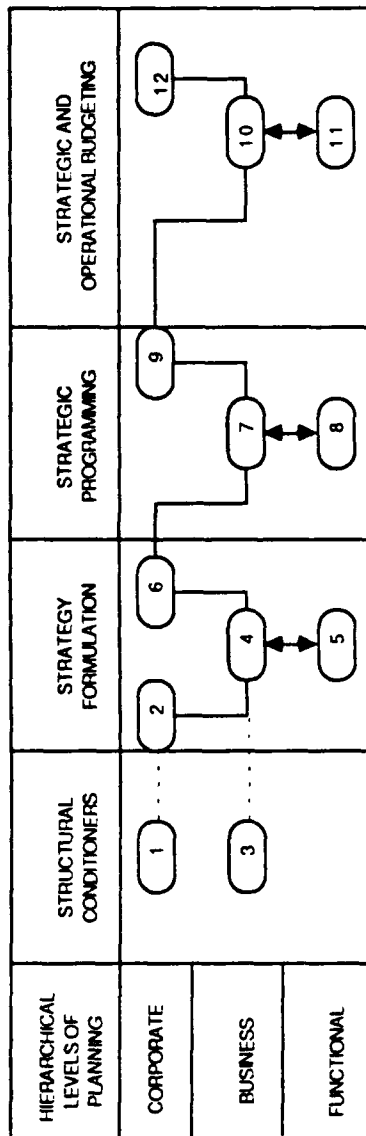 HIERARCHICAL
LEVELS OF
PLANNING
STRUCTURAL
CONDITIONERS
STRATEGY
FORMULATION
STRATEGIC
PROGRAMMING
STRATEGIC AND
OPERATIONAL BUDGETING
CORPORATE
1
2
6
9
12
BUSINESS
3
4
7
10
FUNCTIONAL
5
8
11